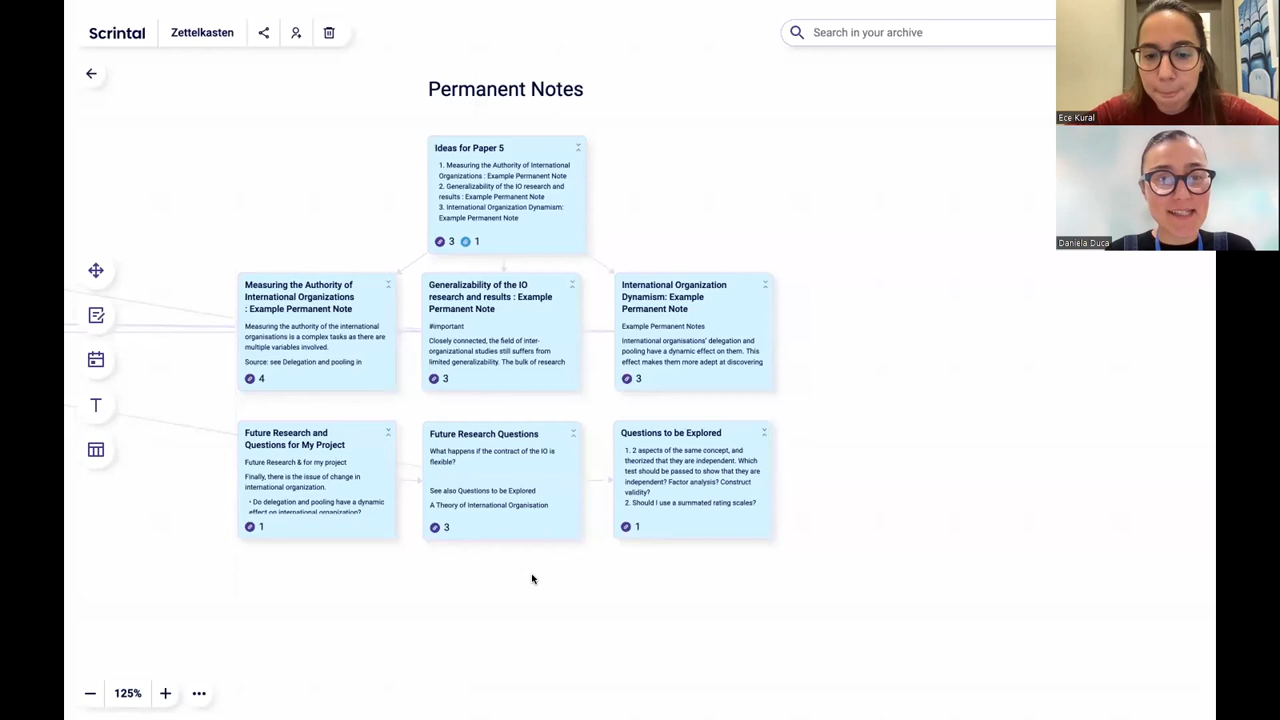 Scrintal
Zettelkasten
Search in your archive
Ece Kural
Daniela Duca
Permanent Notes
Ideas for Paper 5
1. Measuring the Authority of International
Organizations : Example Permanent Note
2. Generalizability of the IO research and
results : Example Permanent Note
3. International Organization Dynamism:
Example Permanent Note
3 1
Measuring the Authority of
International Organizations
: Example Permanent Note
Measuring the authority of the international
organisations is a complex tasks as there are
multiple variables involved.
Source: see Delegation and pooling in
4
Generalizability of the IO
research and results : Example
Permanent Note
#important
Closely connected, the field of inter-
organizational studies still suffers from
limited generalizability. The bulk of research
3
International Organization
Dynamism: Example
Permanent Note
Example Permanent Notes
International organisations' delegation and
pooling have a dynamic effect on them. This
effect makes them more adept at discovering
3
Future Research and
Questions for My Project
Future Research & for my project
Finally, there is the issue of change in
international organization.
• Do delegation and pooling have a dynamic
effect on international organization?
1
Future Research Questions
What happens if the contract of the IO is
flexible?
See also Questions to be Explored
A Theory of International Organisation
3
Questions to be Explored
1. 2 aspects of the same concept, and
theorized that they are independent. Which
test should be passed to show that they are
independent? Factor analysis? Construct
validity?
2. Should I use a summated rating scales?
1
T
125%